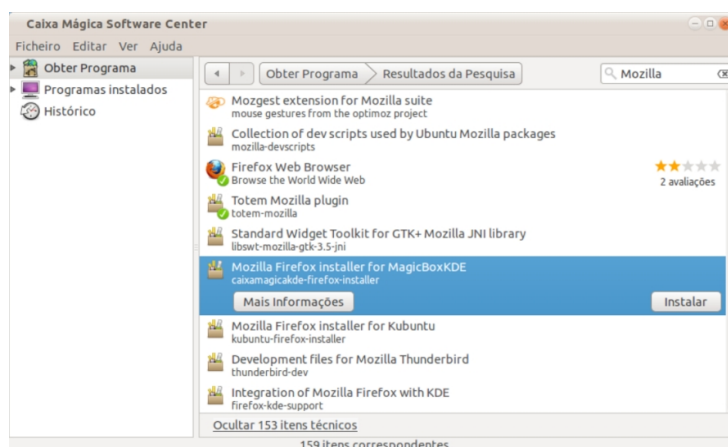 Caixa Mágica Software Center
Ficheiro Editar Ver Ajuda
Obter Programa
Programas instalados
Histórico
Obter Programa
Resultados da Pesquisa
Mozilla
Mozgest extension for Mozilla suite
mouse gestures from the optimoz project
Collection of dev scripts used by Ubuntu Mozilla packages
mozilla-devscripts
Firefox Web Browser
Browse the World Wide Web
2 avaliações
Totem Mozilla plugin
totem-mozilla
Standard Widget Toolkit for GTK+ Mozilla JNI library
libswt-mozilla-gtk-3.5-jni
Mozilla Firefox installer for MagicBoxKDE
caixamagicakde-firefox-installer
Mais Informações
Instalar
Mozilla Firefox installer for Kubuntu
kubuntu-firefox-installer
Development files for Mozilla Thunderbird
thunderbird-dev
Integration of Mozilla Firefox with KDE
firefox-kde-support
Ocultar 153 itens técnicos
159 itens correspondentes